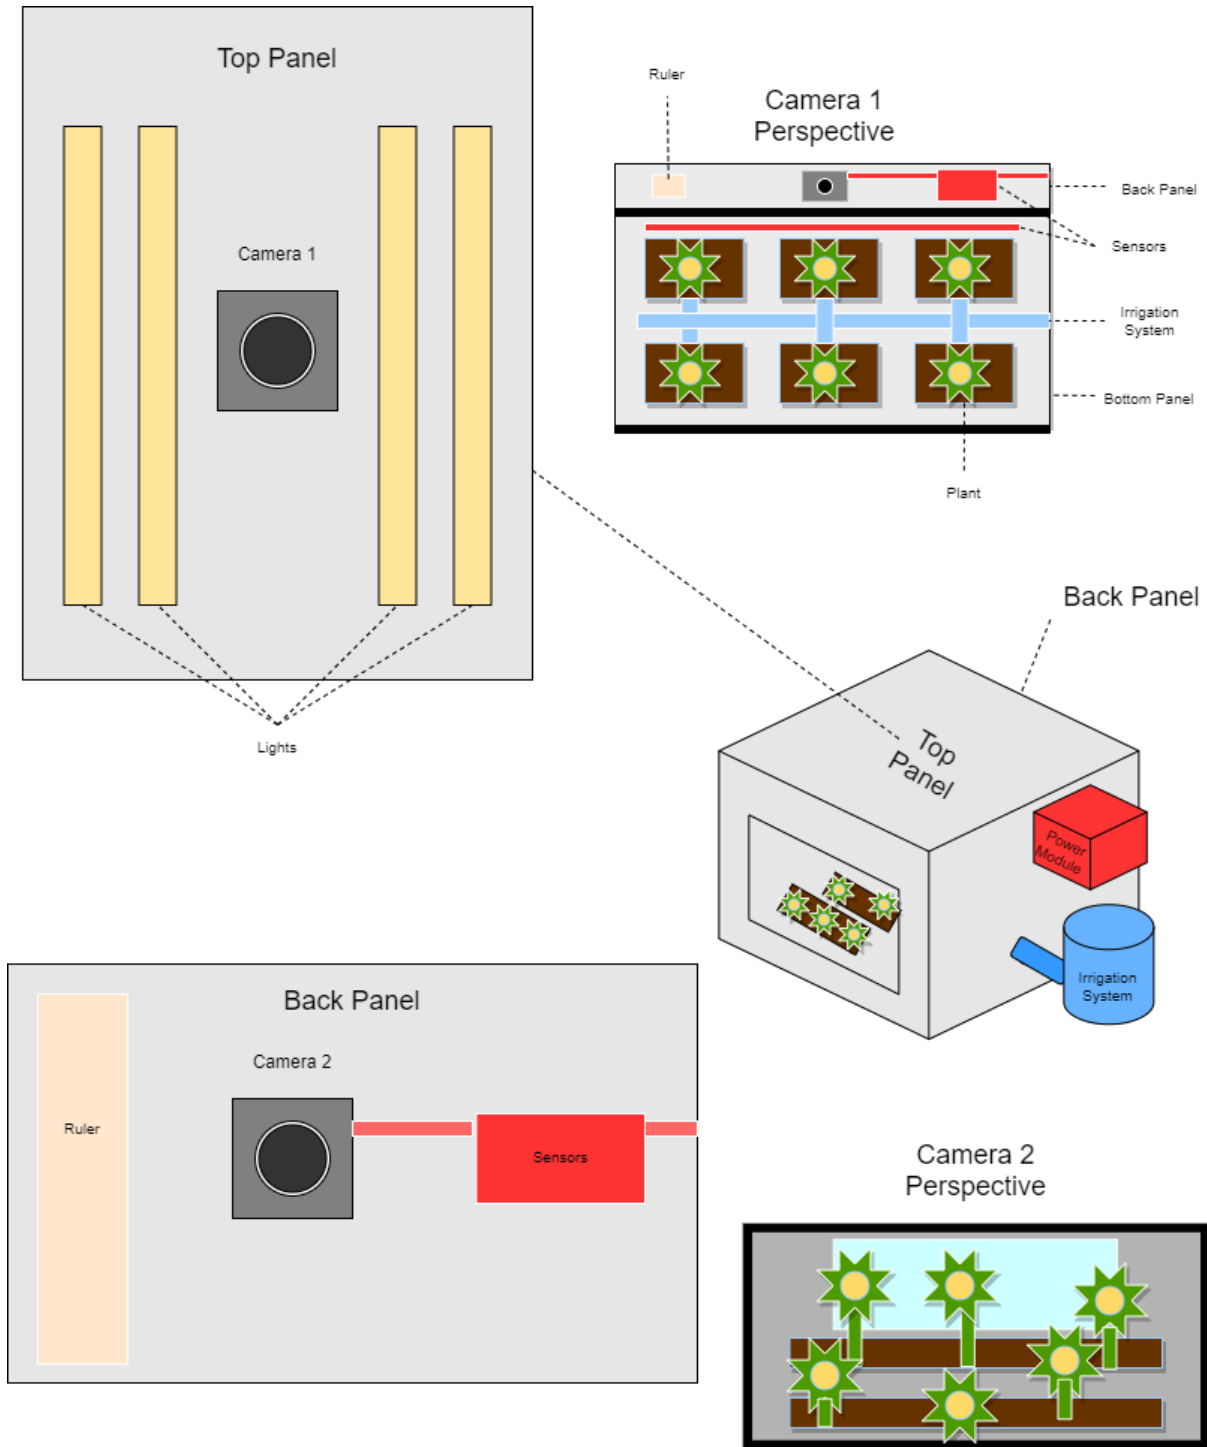 Top Panel
Camera 1
Lights
Ruler
Camera 1
Perspective
Back Panel
Sensors
Irrigation
System
Bottom Panel
Plant
Back Panel
Top
Panel
Power
Module
Irrigation
System
Back Panel
Camera 2
Ruler
Sensors
Camera 2
Perspective